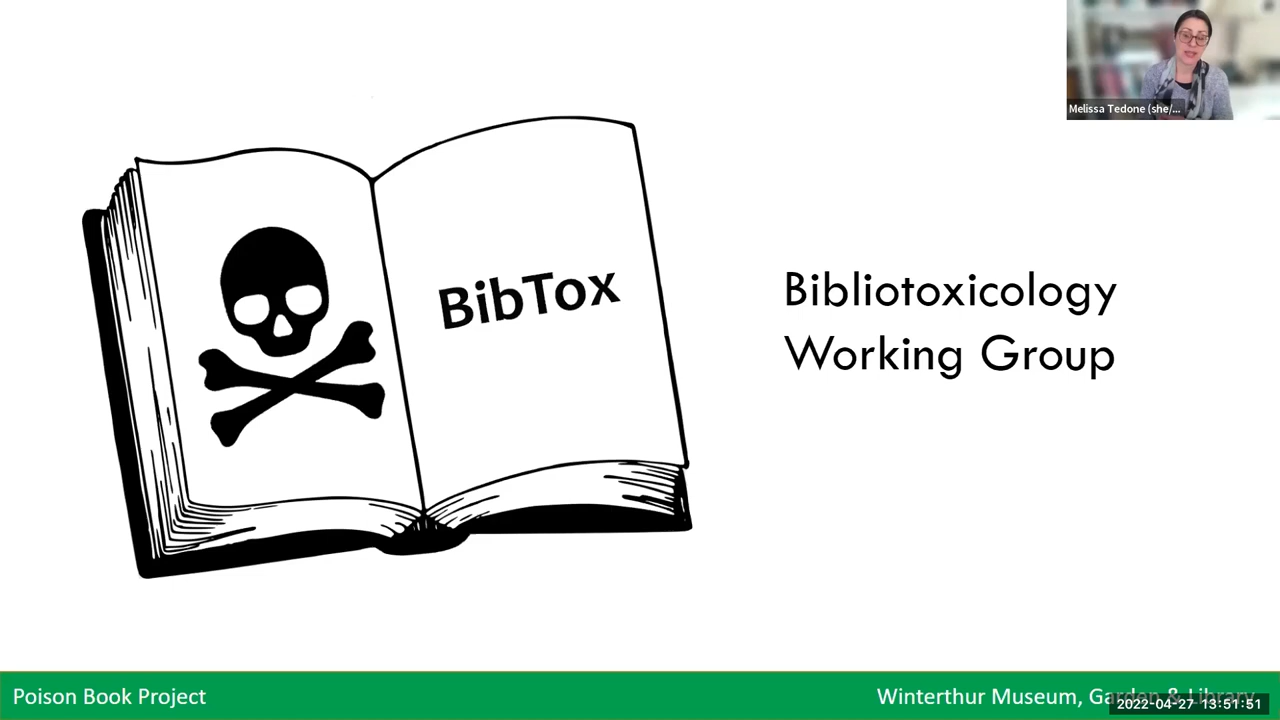 Melissa Tedone (she/...
BibTox
Bibliotoxicology
Working Group
Poison Book Project
Winterthur Museum, Garden & Library
2022-04-27 13:51:51